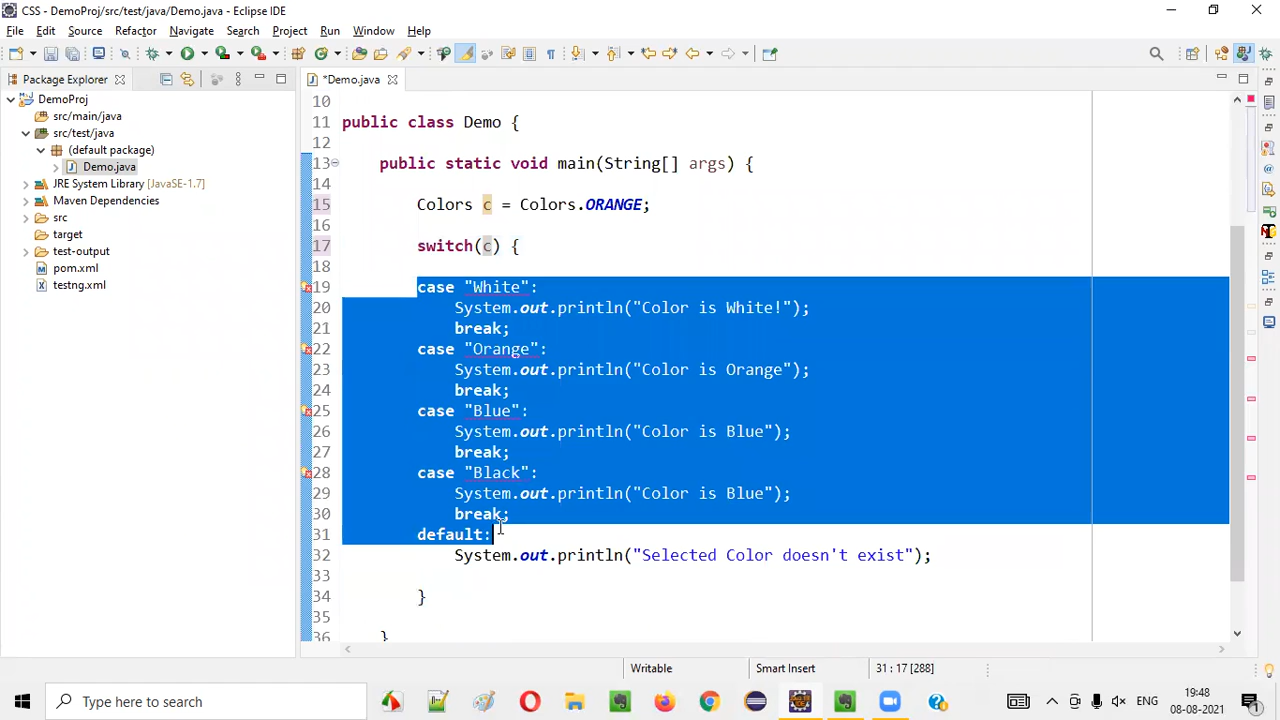 CSS - DemoProj/src/test/java/Demo.java - Eclipse IDE
File Edit Source Refactor Navigate Search Project Run Window Help
Package Explorer
*Demo.java
DemoProj
src/main/java
src/test/java
(default package)
Demo.java
JRE System Library [JavaSE-1.7]
Maven Dependencies
src
target
test-output
pom.xml
testng.xml
10
11 public class Demo {
12
13 public static void main(String[] args) {
14
15 Colors c = Colors.ORANGE;
16
17 switch(c) {
18
19 case "White":
20 System.out.println("Color is White!");
21 break;
22 case "Orange":
23 System.out.println("Color is Orange");
24 break;
25 case "Blue":
26 System.out.println("Color is Blue");
27 break;
28 case "Black":
29 System.out.println("Color is Blue");
30 break;
31 default:
32 System.out.println("Selected Color doesn't exist");
33
34 }
35
36 }
Writable Smart Insert 31 : 17 [288]
Type here to search
ENG
19:48
08-08-2021